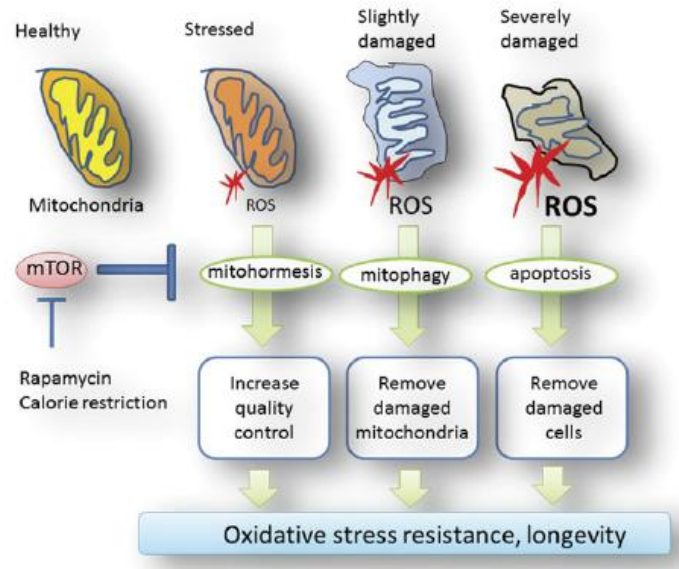 Healthy
Stressed
Slightly
damaged
Severely
damaged
Mitochondria
ROS
ROS
ROS
mTOR
mitohormesis
mitophagy
apoptosis
Rapamycin
Calorie restriction
Increase
quality
control
Remove
damaged
mitochondria
Remove
damaged
cells
Oxidative stress resistance, longevity